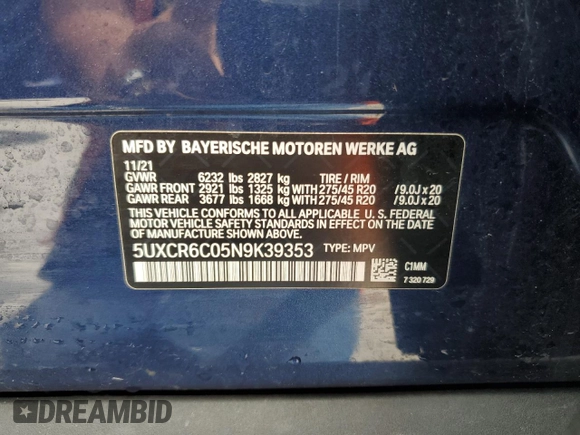 MFD BY BAYERISCHE MOTOREN WERKE AG
11/21
GVWR 6232 lbs 2827 kg TIRE / RIM
GAWR FRONT 2921 lbs 1325 kg WITH 275/45 R20 /9.0J x 20
GAWR REAR 3677 lbs 1668 kg WITH 275/45 R20 /9.0J x 20
THIS VEHICLE CONFORMS TO ALL APPLICABLE U.S. FEDERAL
MOTOR VEHICLE SAFETY STANDARDS IN EFFECT ON THE DATE
OF MANUFACTURE SHOWN ABOVE.
5UXCR6C05N9K39353 TYPE: MPV
C1MM
7 320 729
DREAMBID